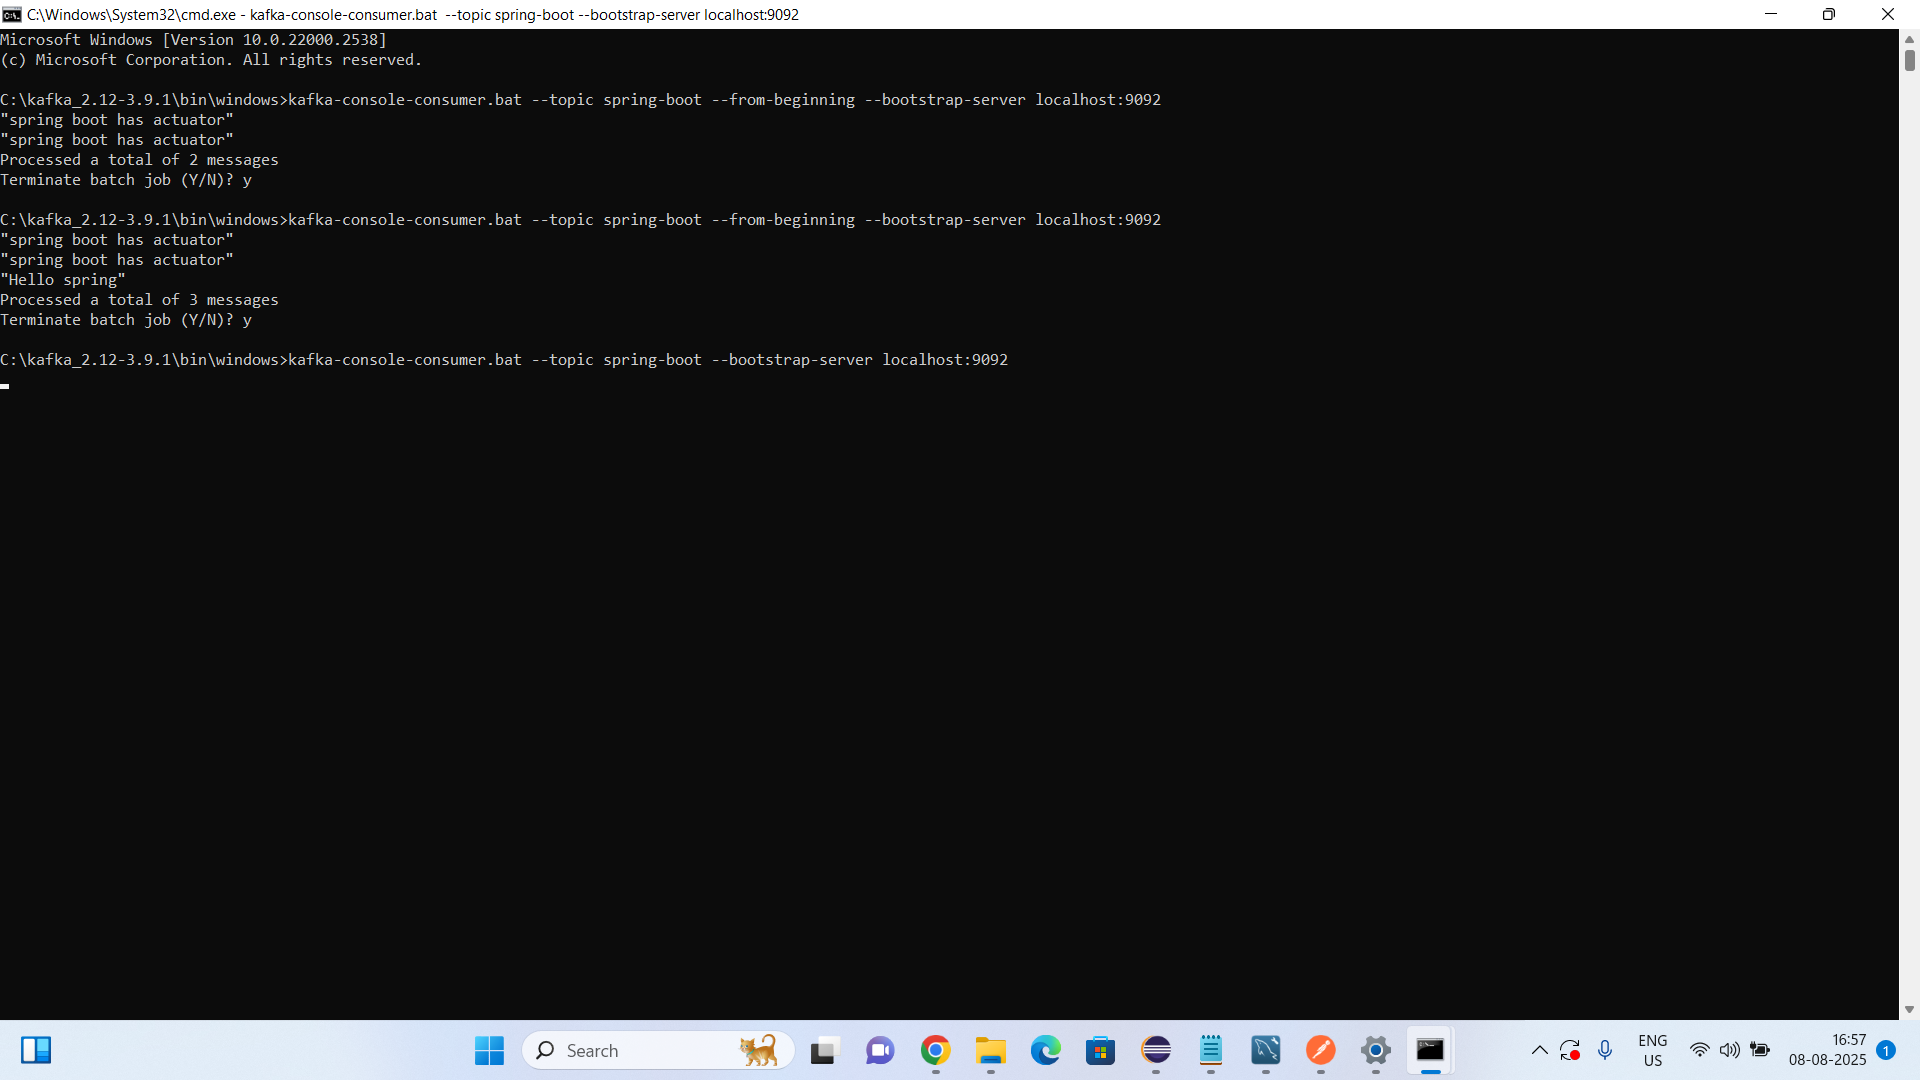 C:\Windows\System32\cmd.exe - kafka-console-consumer.bat  --topic spring-boot --bootstrap-server localhost:9092
Microsoft Windows [Version 10.0.22000.2538]
(c) Microsoft Corporation. All rights reserved.
C:\kafka_2.12-3.9.1\bin\windows>kafka-console-consumer.bat --topic spring-boot --from-beginning --bootstrap-server localhost:9092
"spring boot has actuator"
"spring boot has actuator"
Processed a total of 2 messages
Terminate batch job (Y/N)? y
C:\kafka_2.12-3.9.1\bin\windows>kafka-console-consumer.bat --topic spring-boot --from-beginning --bootstrap-server localhost:9092
"spring boot has actuator"
"spring boot has actuator"
"Hello spring"
Processed a total of 3 messages
Terminate batch job (Y/N)? y
C:\kafka_2.12-3.9.1\bin\windows>kafka-console-consumer.bat --topic spring-boot --bootstrap-server localhost:9092
Search
ENG
US
16:57
08-08-2025
1